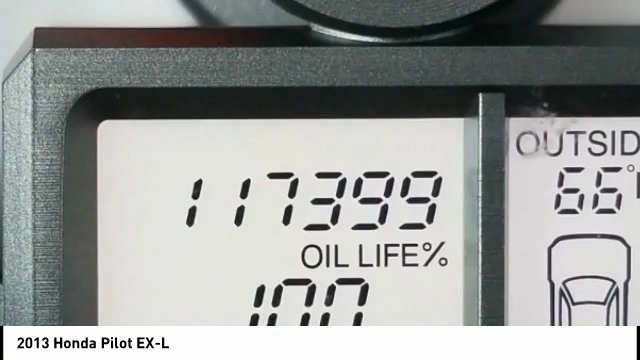 117399
OIL LIFE%
100
OUTSID
66°
2013 Honda Pilot EX-L